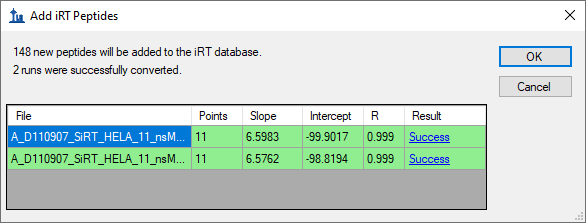 Add iRT Peptides
148 new peptides will be added to the iRT database.
2 runs were successfully converted.
OK
Cancel
File Points Slope Intercept R Result
A_D110907_SiRT_HELA_11_nsM... 11 6.5983 -99.9017 0.999 Success
A_D110907_SiRT_HELA_11_nsM... 11 6.5762 -98.8194 0.999 Success